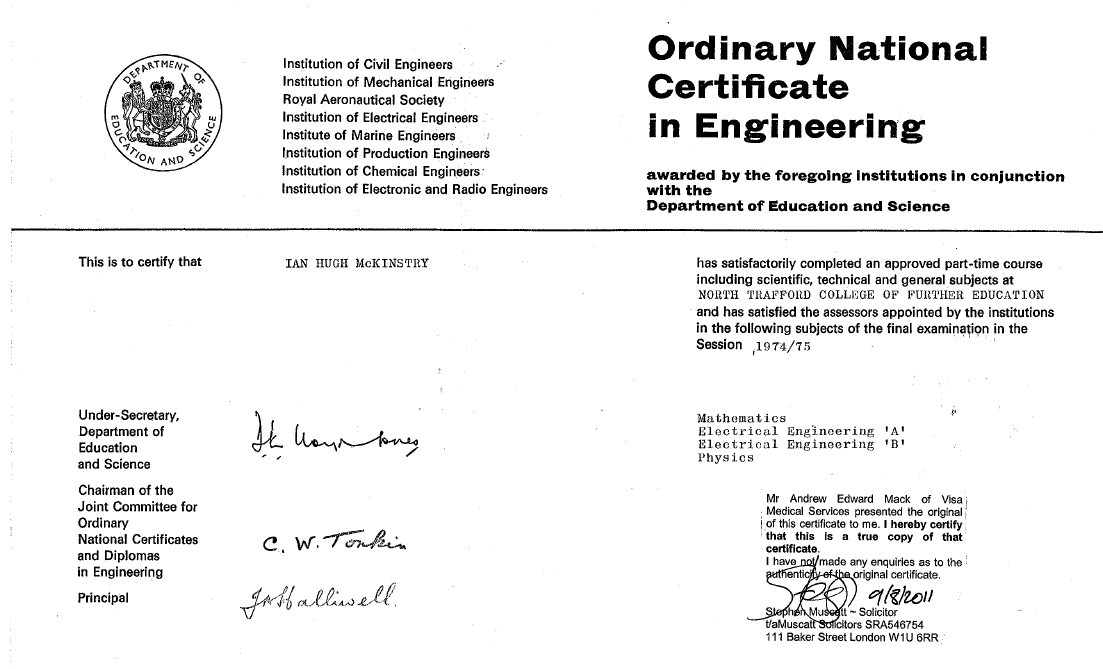 DEPARTMENT OF
EDUCATION AND SCIENCE
Institution of Civil Engineers
Institution of Mechanical Engineers
Royal Aeronautical Society
Institution of Electrical Engineers
Institute of Marine Engineers
Institution of Production Engineers
Institution of Chemical Engineers
Institution of Electronic and Radio Engineers
Ordinary National
Certificate
in Engineering
awarded by the foregoing institutions in conjunction
with the
Department of Education and Science
This is to certify that IAN HUGH McKINSTRY
has satisfactorily completed an approved part-time course
including scientific, technical and general subjects at
NORTH TRAFFORD COLLEGE OF FURTHER EDUCATION
and has satisfied the assessors appointed by the institutions
in the following subjects of the final examination in the
Session 1974/75
Under-Secretary,
Department of
Education
and Science
Chairman of the
Joint Committee for
Ordinary
National Certificates
and Diplomas
in Engineering
C. W. Tonkin
Principal
Halliwell.
Mathematics
Electrical Engineering 'A'
Electrical Engineering 'B'
Physics
Mr Andrew Edward Mack of Visa
Medical Services presented the original
of this certificate to me. I hereby certify
that this is a true copy of that
certificate.
I have not made any enquiries as to the
authenticity of the original certificate.
9/8/2011
Stephen Muscatt ~ Solicitor
t/aMuscatt Solicitors SRA546754
111 Baker Street London W1U 6RR